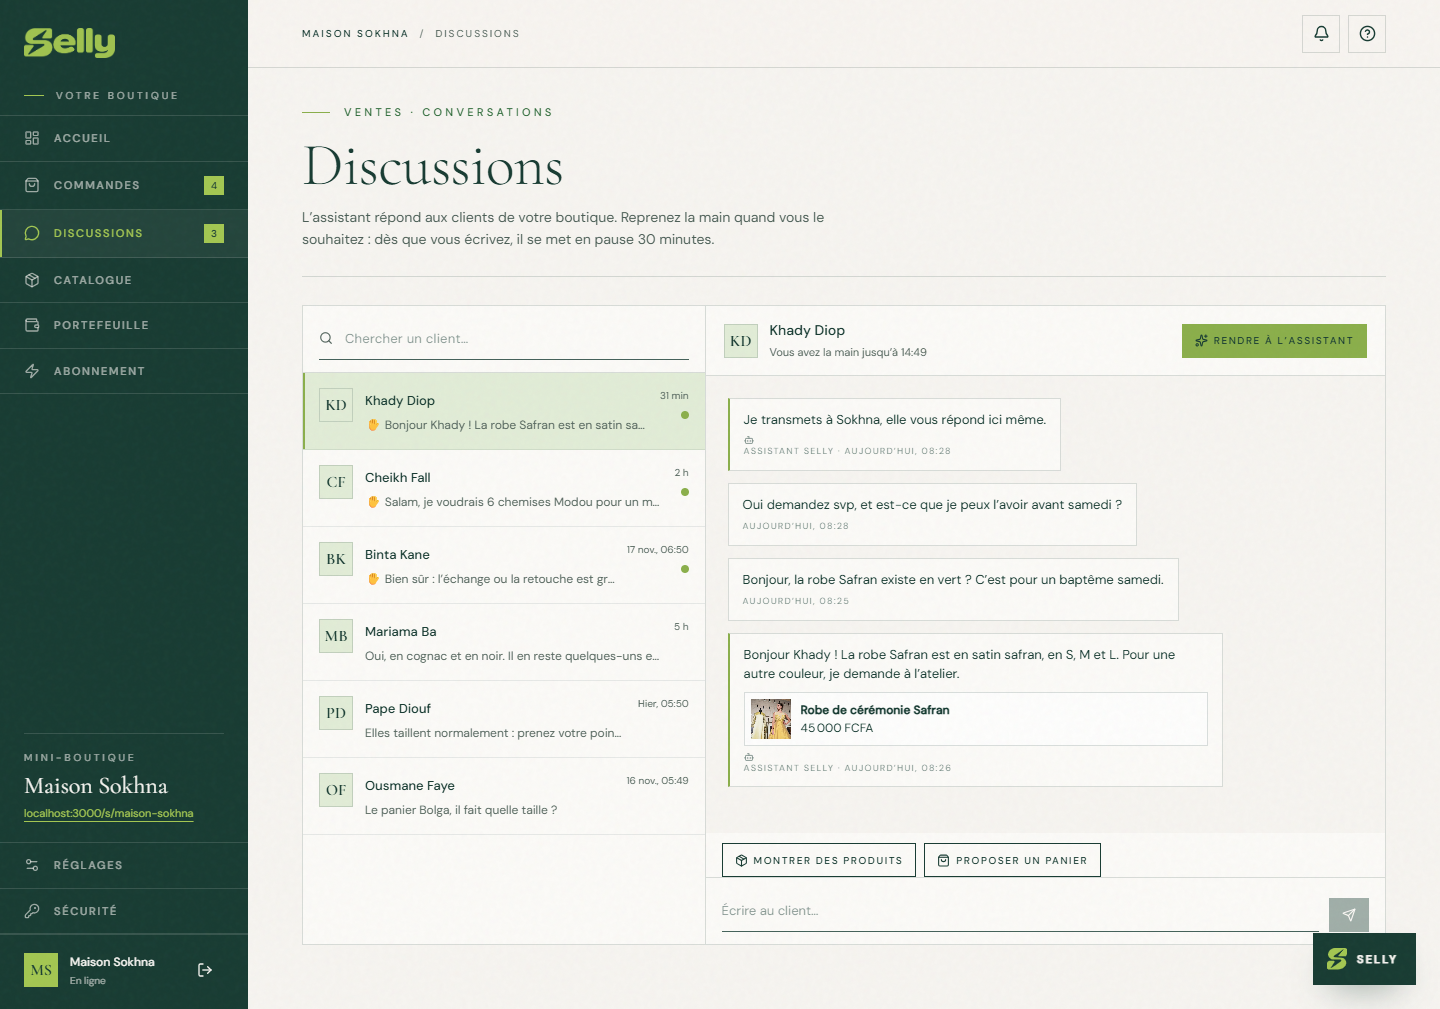 Selly
VOTRE BOUTIQUE
ACCUEIL
COMMANDES 4
DISCUSSIONS 3
CATALOGUE
PORTEFEUILLE
ABONNEMENT
MINI-BOUTIQUE
Maison Sokhna
localhost:3000/s/maison-sokhna
RÉGLAGES
SÉCURITÉ
MS
Maison Sokhna
En ligne
MAISON SOKHNA / DISCUSSIONS
VENTES · CONVERSATIONS
Discussions
L’assistant répond aux clients de votre boutique. Reprenez la main quand vous le
souhaitez : dès que vous écrivez, il se met en pause 30 minutes.
Chercher un client…
KD
Khady Diop
31 min
✋ Bonjour Khady ! La robe Safran est en satin sa…
CF
Cheikh Fall
2 h
✋ Salam, je voudrais 6 chemises Modou pour un m…
BK
Binta Kane
17 nov., 06:50
✋ Bien sûr : l’échange ou la retouche est gr…
MB
Mariama Ba
5 h
Oui, en cognac et en noir. Il en reste quelques-uns e…
PD
Pape Diouf
Hier, 05:50
Elles taillent normalement : prenez votre poin…
OF
Ousmane Faye
16 nov., 05:49
Le panier Bolga, il fait quelle taille ?
KD
Khady Diop
Vous avez la main jusqu’à 14:49
RENDRE À L’ASSISTANT
Je transmets à Sokhna, elle vous répond ici même.
ASSISTANT SELLY · AUJOURD’HUI, 08:28
Oui demandez svp, et est-ce que je peux l’avoir avant samedi ?
AUJOURD’HUI, 08:28
Bonjour, la robe Safran existe en vert ? C’est pour un baptême samedi.
AUJOURD’HUI, 08:25
Bonjour Khady ! La robe Safran est en satin safran, en S, M et L. Pour une
autre couleur, je demande à l’atelier.
Robe de cérémonie Safran
45 000 FCFA
ASSISTANT SELLY · AUJOURD’HUI, 08:26
MONTRER DES PRODUITS
PROPOSER UN PANIER
Écrire au client…
SELLY